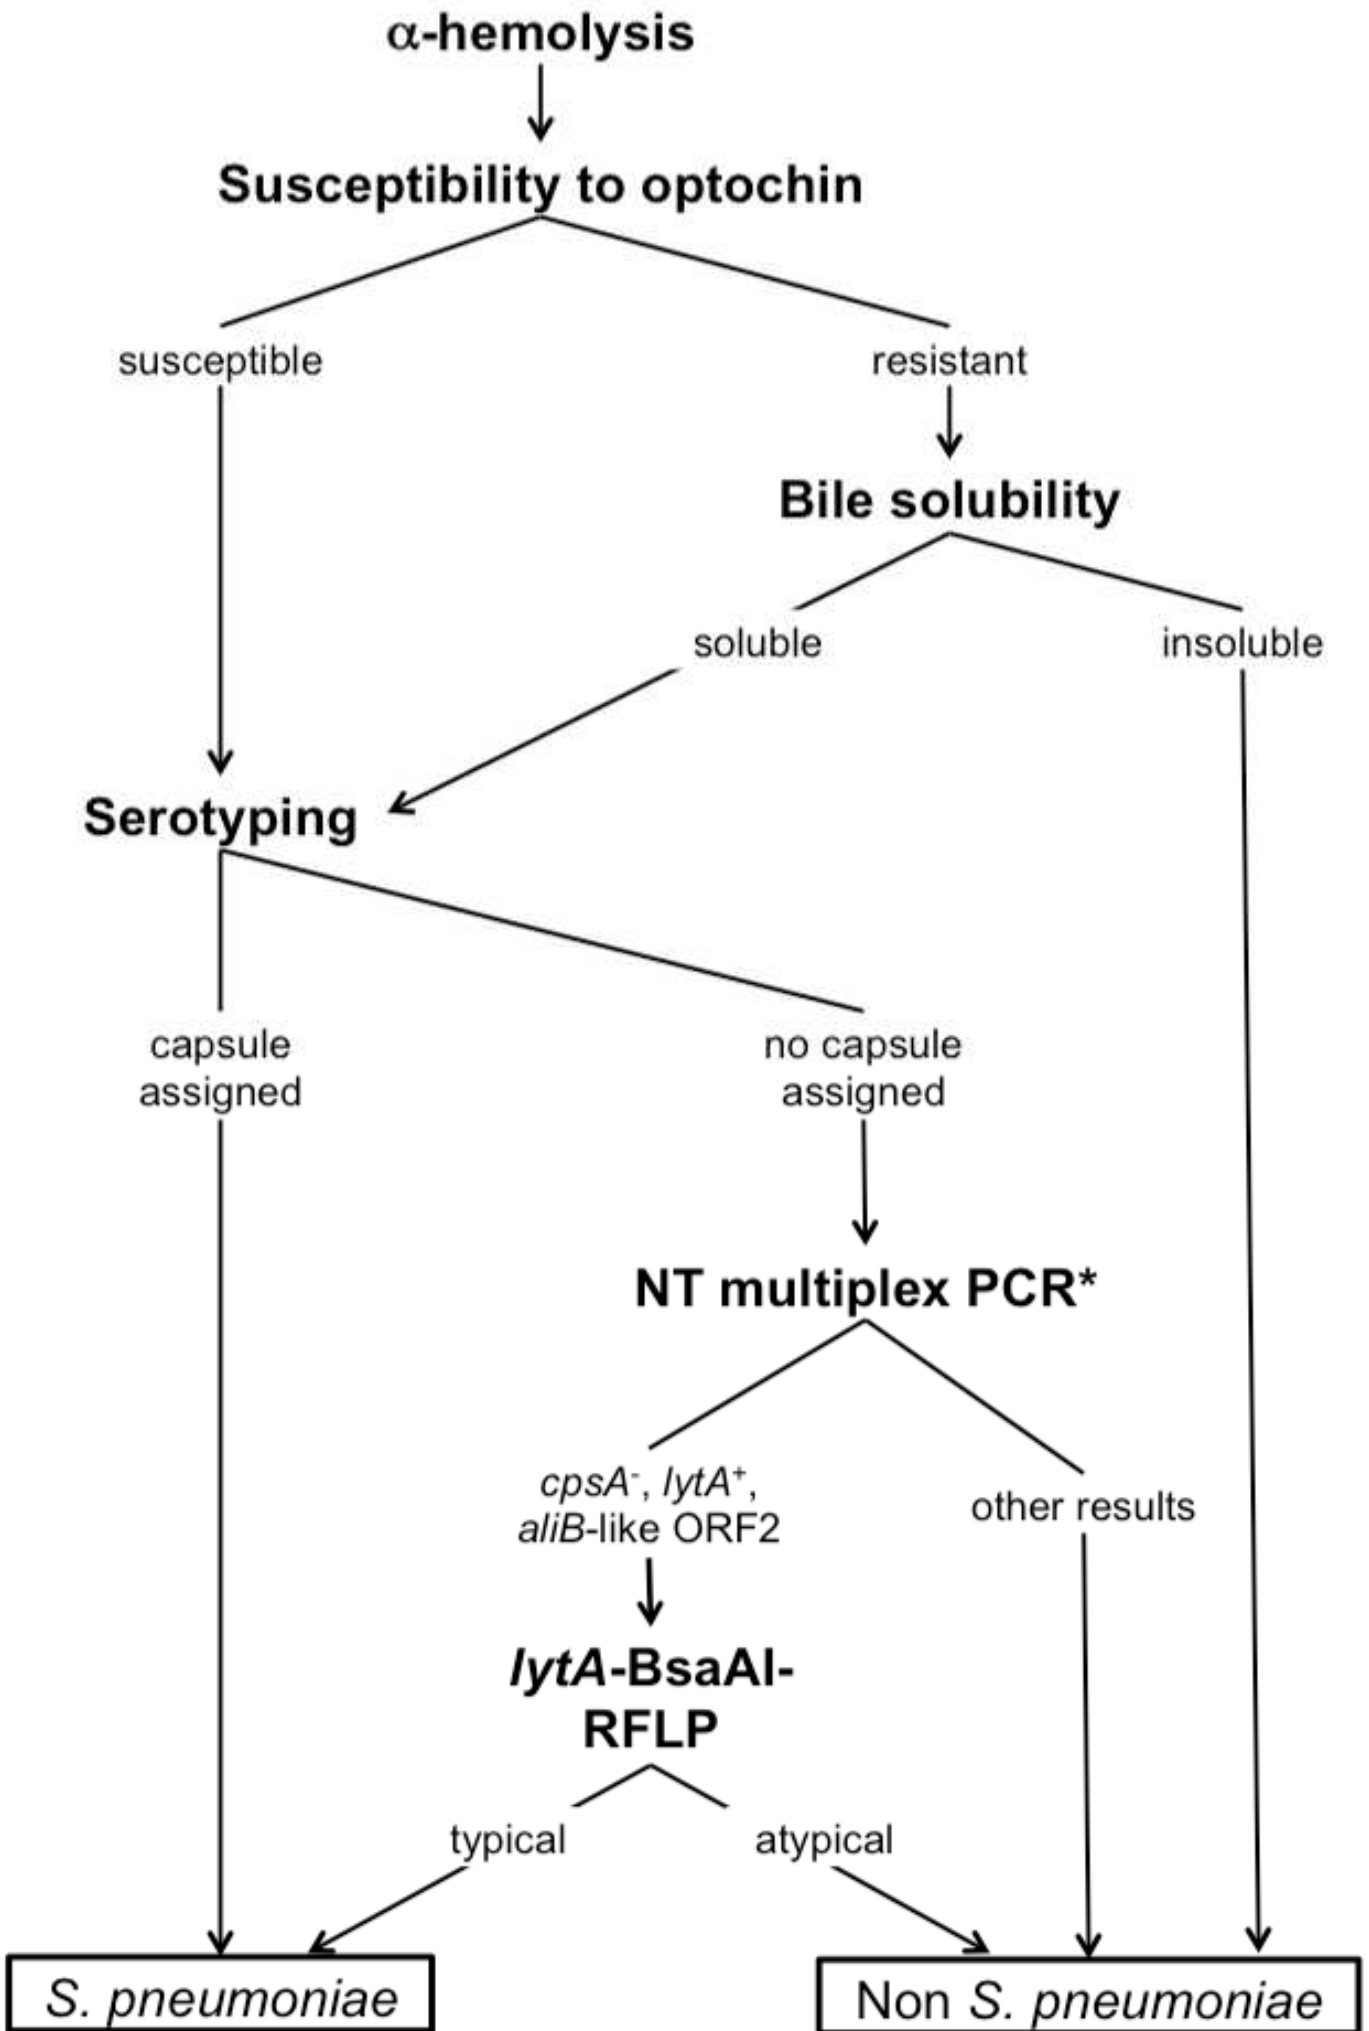 α-hemolysis
Susceptibility to optochin
susceptible
resistant
Bile solubility
soluble
insoluble
Serotyping
capsule
assigned
no capsule
assigned
NT multiplex PCR*
cpsA⁻, lytA⁺,
aliB-like ORF2
other results
lytA-BsaAI-
RFLP
typical
atypical
S. pneumoniae
Non S. pneumoniae